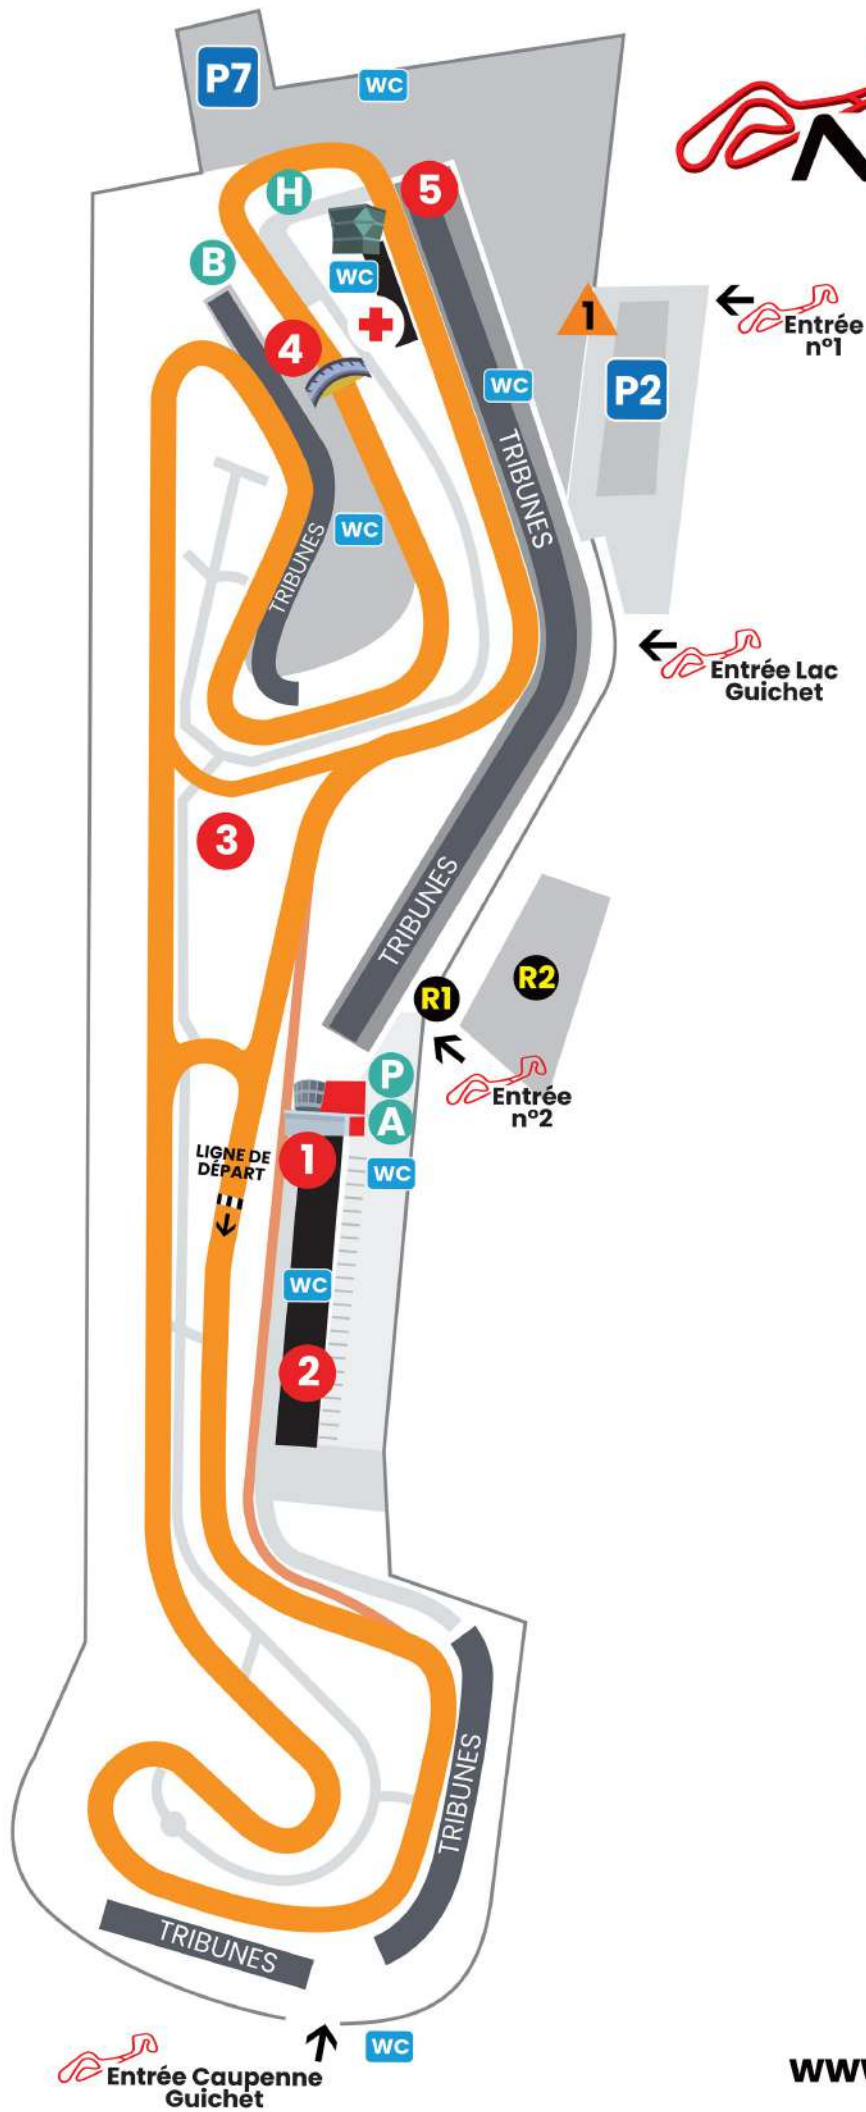 P7
WC
N
H
5
B
WC
1
Entrée
n°1
4
WC
P2
TRIBUNES
WC
TRIBUNES
Entrée Lac
Guichet
3
TRIBUNES
R2
R1
P
Entrée
n°2
A
LIGNE DE
DÉPART
1
WC
WC
2
TRIBUNES
TRIBUNES
WC
Entrée Caupenne
Guichet